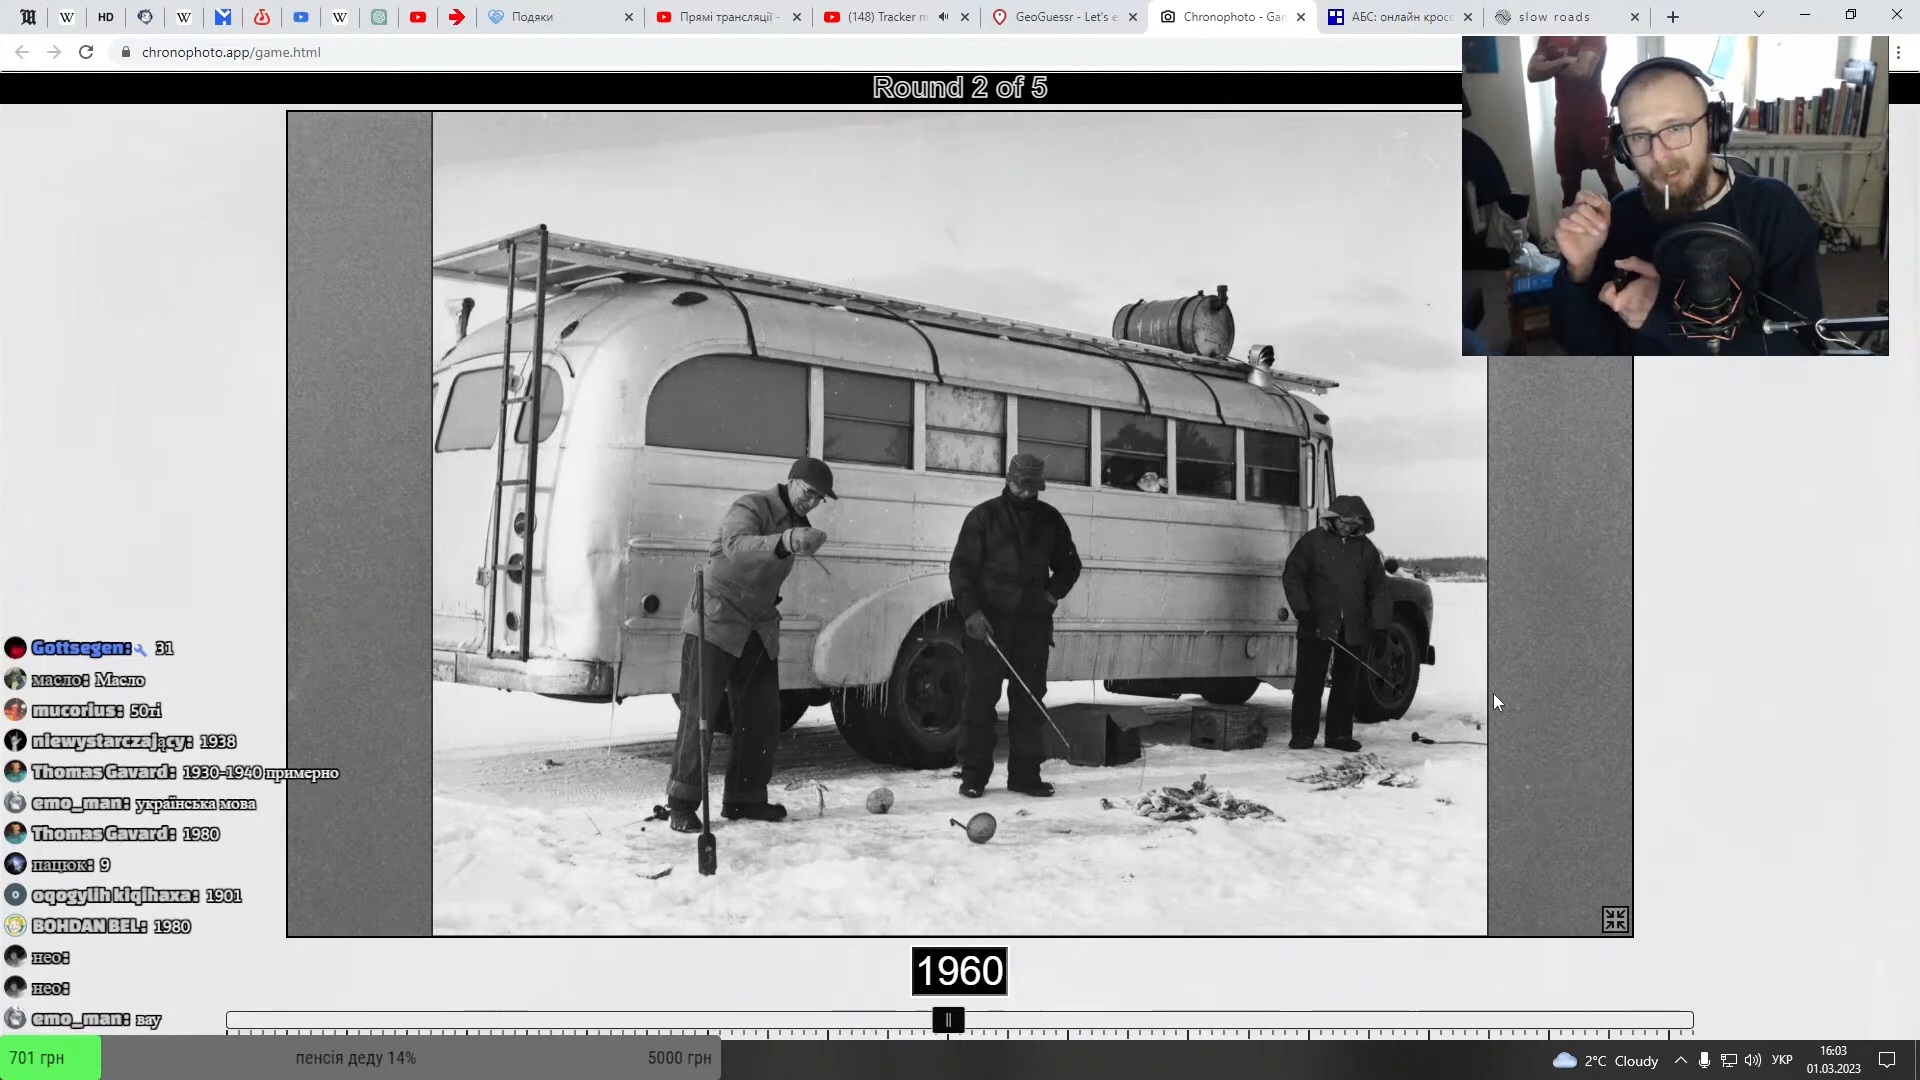 HD
Подяки
Прямі трансляції -
(148) Tracker m
GeoGuessr - Let's e
Chronophoto - Gar
АБС: онлайн кросс
slow roads
chronophoto.app/game.html
Round 2 of 5
Gottsegen: 31
масло: Масло
mucorius: 50ті
niewystarczający: 1938
Thomas Gavard: 1930-1940 примерно
emo_man: українська мова
Thomas Gavard: 1980
пацюк: 9
oqogylih kiqihaxa: 1901
BOHDAN BEL: 1980
нео:
нео:
emo_man: вау
1960
701 грн
пенсія деду 14%
5000 грн
2°C Cloudy
УКР
16:03
01.03.2023